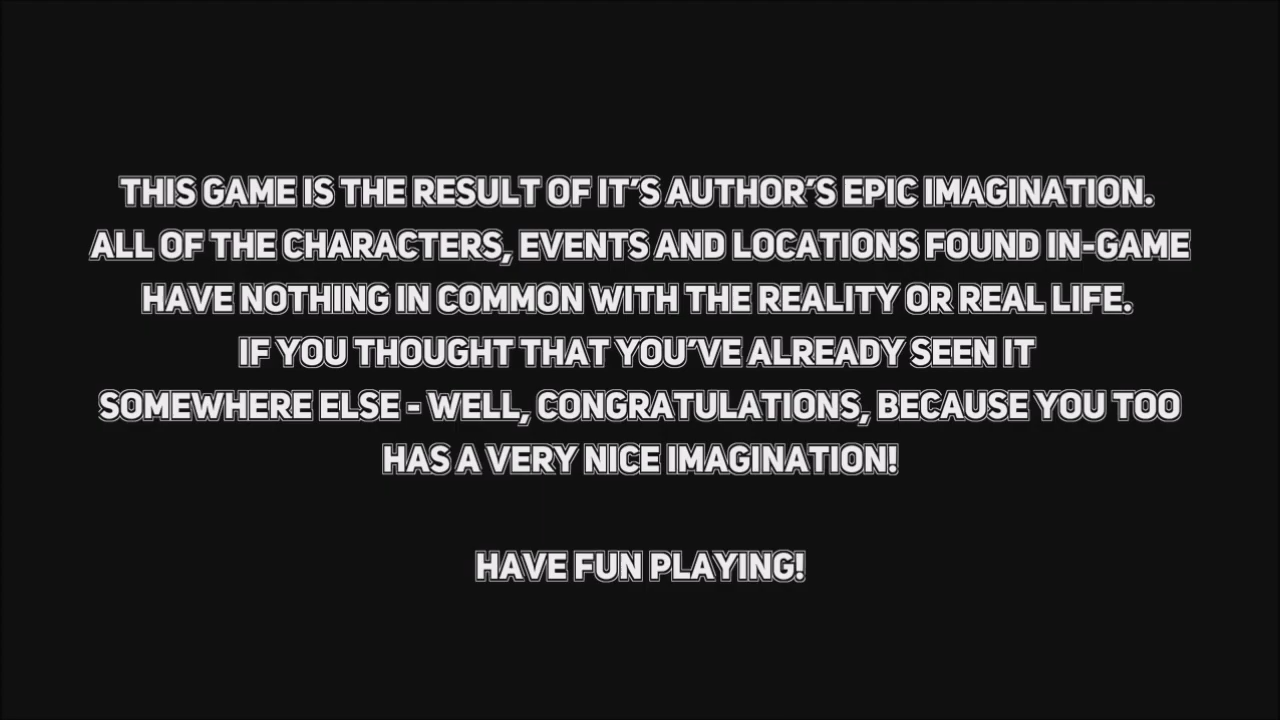 THIS GAME IS THE RESULT OF IT'S AUTHOR'S EPIC IMAGINATION.
ALL OF THE CHARACTERS, EVENTS AND LOCATIONS FOUND IN-GAME
HAVE NOTHING IN COMMON WITH THE REALITY OR REAL LIFE.
IF YOU THOUGHT THAT YOU'VE ALREADY SEEN IT
SOMEWHERE ELSE - WELL, CONGRATULATIONS, BECAUSE YOU TOO
HAS A VERY NICE IMAGINATION!
HAVE FUN PLAYING!